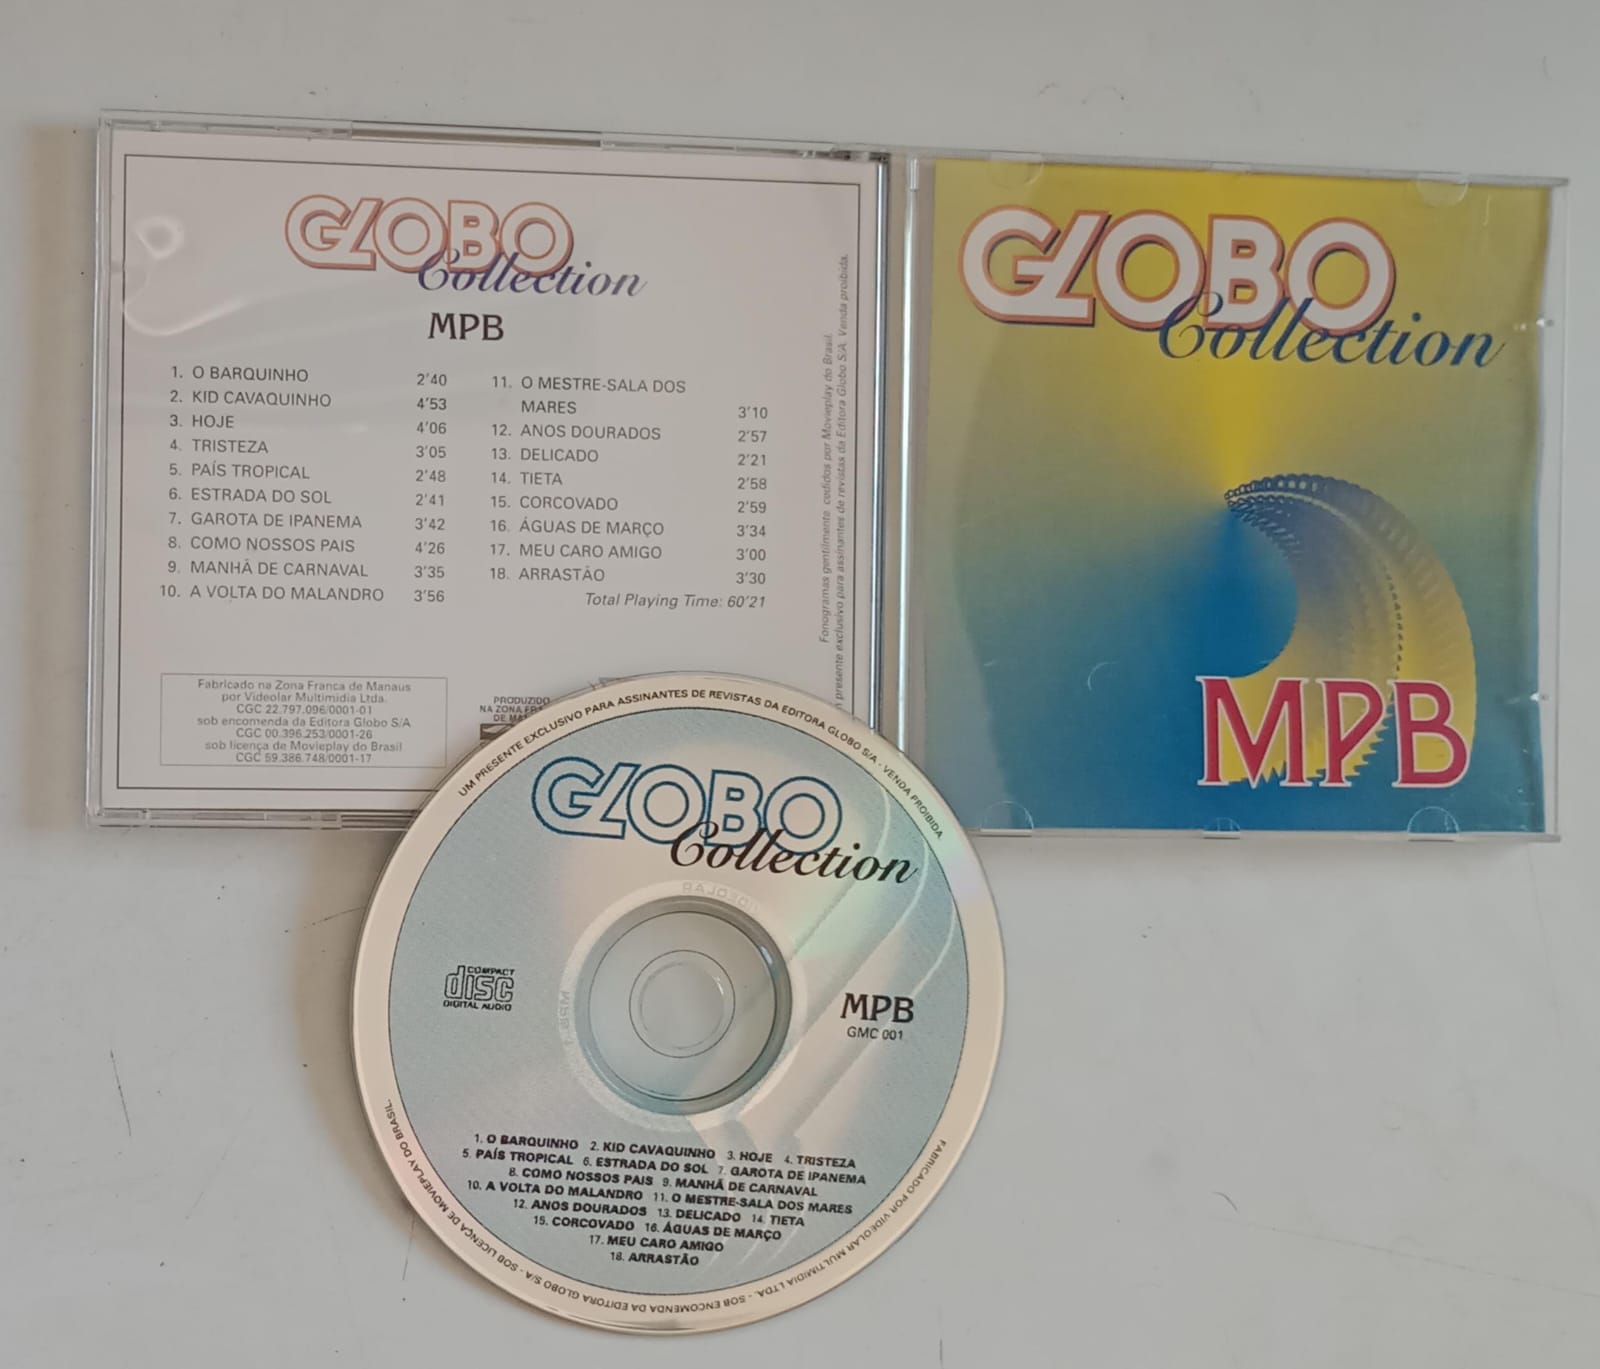 GLOBO
Collection
MPB
1. O BARQUINHO 2'40
2. KID CAVAQUINHO 4'53
3. HOJE 4'06
4. TRISTEZA 3'05
5. PAÍS TROPICAL 2'48
6. ESTRADA DO SOL 2'41
7. GAROTA DE IPANEMA 3'42
8. COMO NOSSOS PAIS 4'26
9. MANHÃ DE CARNAVAL 3'35
10. A VOLTA DO MALANDRO 3'56
11. O MESTRE-SALA DOS
MARES 3'10
12. ANOS DOURADOS 2'57
13. DELICADO 2'21
14. TIETA 2'58
15. CORCOVADO 2'59
16. ÁGUAS DE MARÇO 3'34
17. MEU CARO AMIGO 3'00
18. ARRASTÃO 3'30
Total Playing Time: 60'21
Fonogramas gentilmente cedidos por Movieplay do Brasil.
presente exclusivo para assinantes de revistas da Editora Globo S/A. Venda proibida.
Fabricado na Zona Franca de Manaus
por Videolar Multimídia Ltda.
CGC 22.797.096/0001-01
sob encomenda da Editora Globo S/A
CGC 00.396.253/0001-26
sob licença de Movieplay do Brasil
CGC 59.386.748/0001-17
PRODUZIDO
NA ZONA
DE
GLOBO
Collection
MPB
UM PRESENTE EXCLUSIVO PARA ASSINANTES DE REVISTAS DA EDITORA GLOBO S/A - VENDA PROIBIDA
GLOBO
Collection
VIDEOLAR
COMPACT
disc
DIGITAL AUDIO
MPB
GMC 001
1. O BARQUINHO 2. KID CAVAQUINHO 3. HOJE 4. TRISTEZA
5. PAÍS TROPICAL 6. ESTRADA DO SOL 7. GAROTA DE IPANEMA
8. COMO NOSSOS PAIS 9. MANHÃ DE CARNAVAL
10. A VOLTA DO MALANDRO 11. O MESTRE-SALA DOS MARES
12. ANOS DOURADOS 13. DELICADO 14. TIETA
15. CORCOVADO 16. ÁGUAS DE MARÇO
17. MEU CARO AMIGO
18. ARRASTÃO
FABRICADO POR VIDEOLAR MULTIMÍDIA LTDA. - SOB ENCOMENDA DA EDITORA GLOBO S/A - SOB LICENÇA DE MOVIEPLAY DO BRASIL.